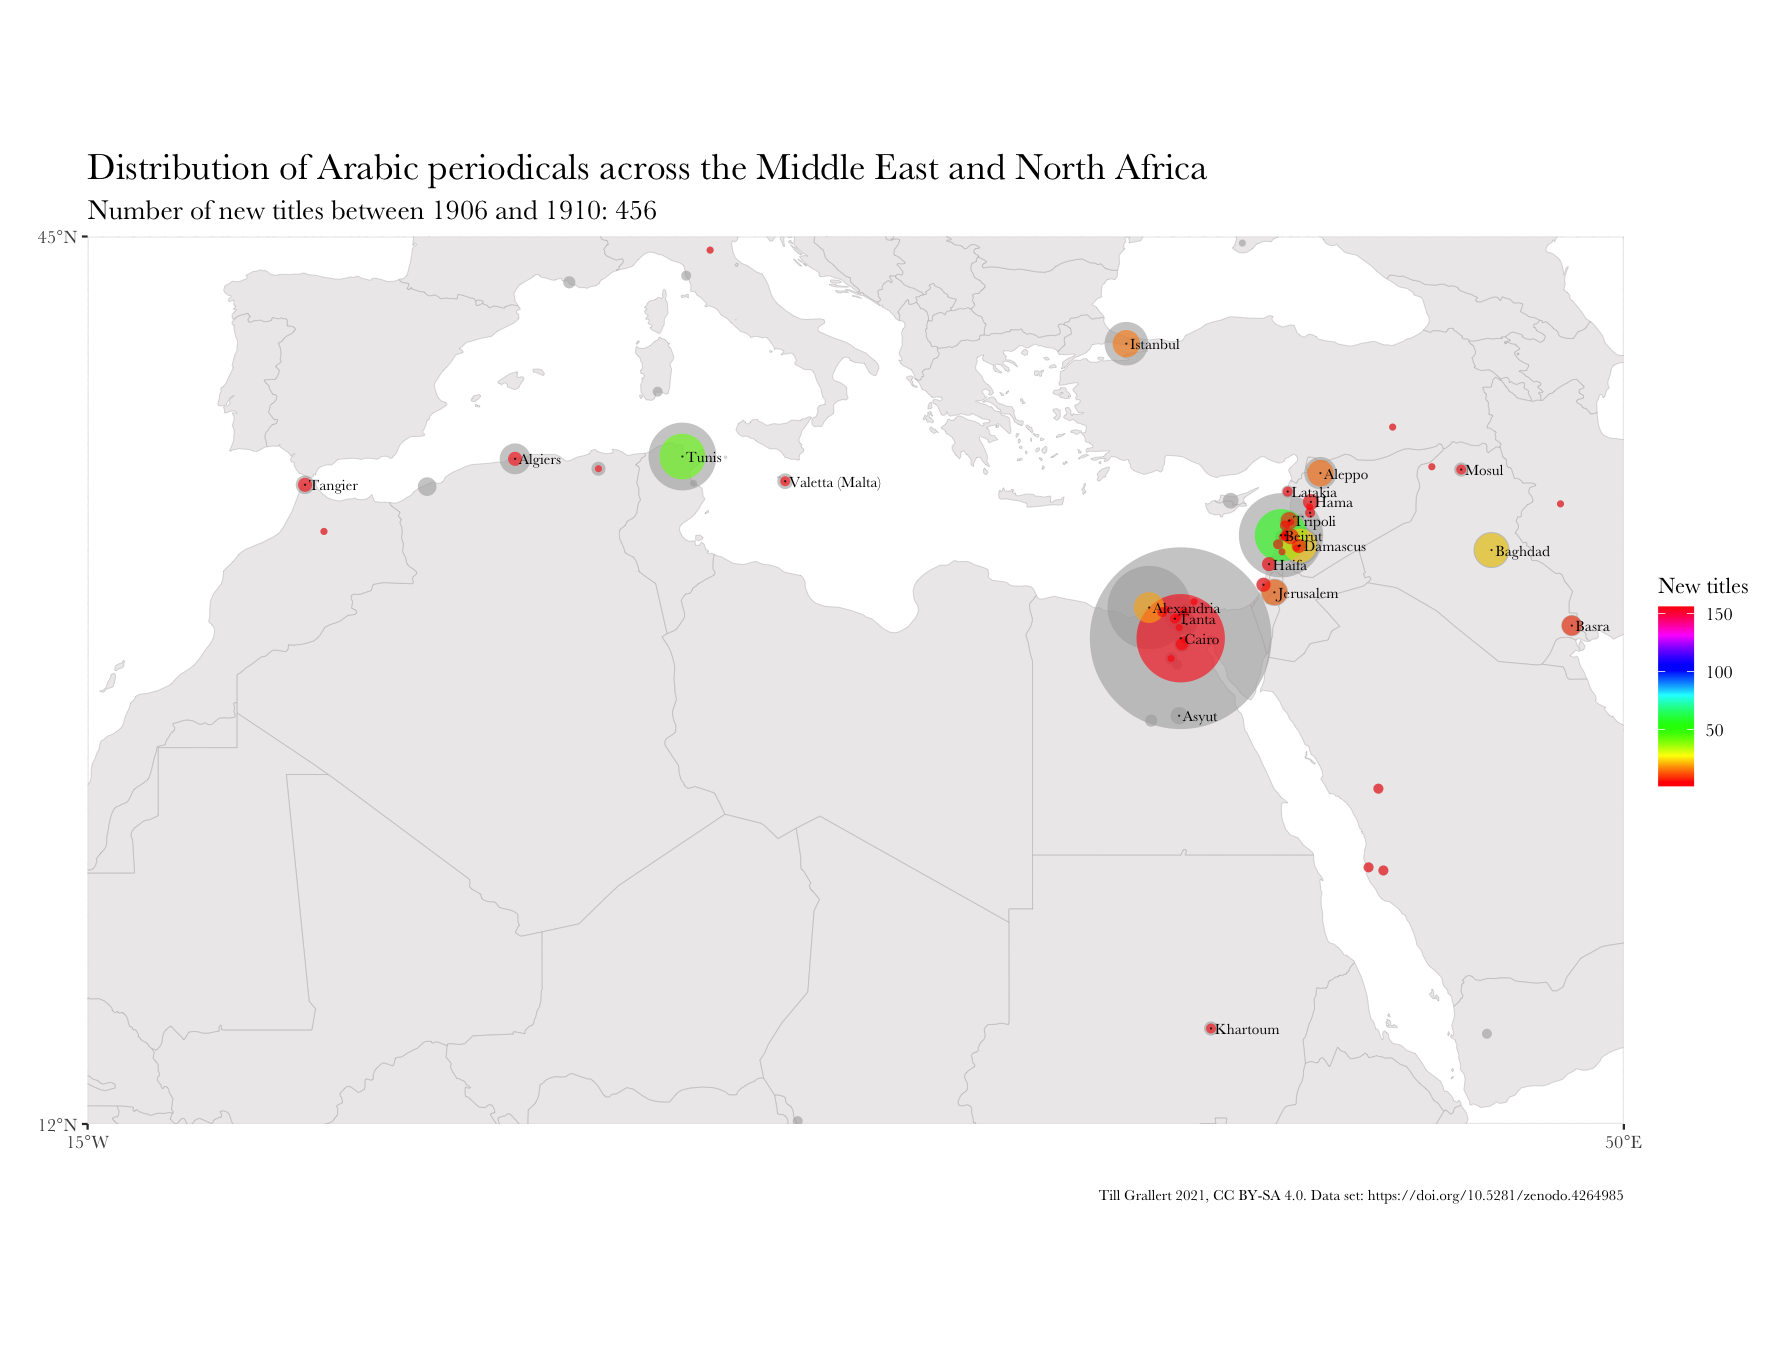 Distribution of Arabic periodicals across the Middle East and North Africa
Number of new titles between 1906 and 1910: 456
45°N
Istanbul
Algiers
Tunis
Tangier
Valetta (Malta)
Aleppo
Mosul
Latakia
Hama
Tripoli
Beirut
Damascus
Baghdad
Haifa
Jerusalem
Alexandria
Tanta
Cairo
Basra
Asyut
Khartoum
New titles
150
100
50
12°N
15°W
50°E
Till Grallert 2021, CC BY-SA 4.0. Data set: https://doi.org/10.5281/zenodo.4264985